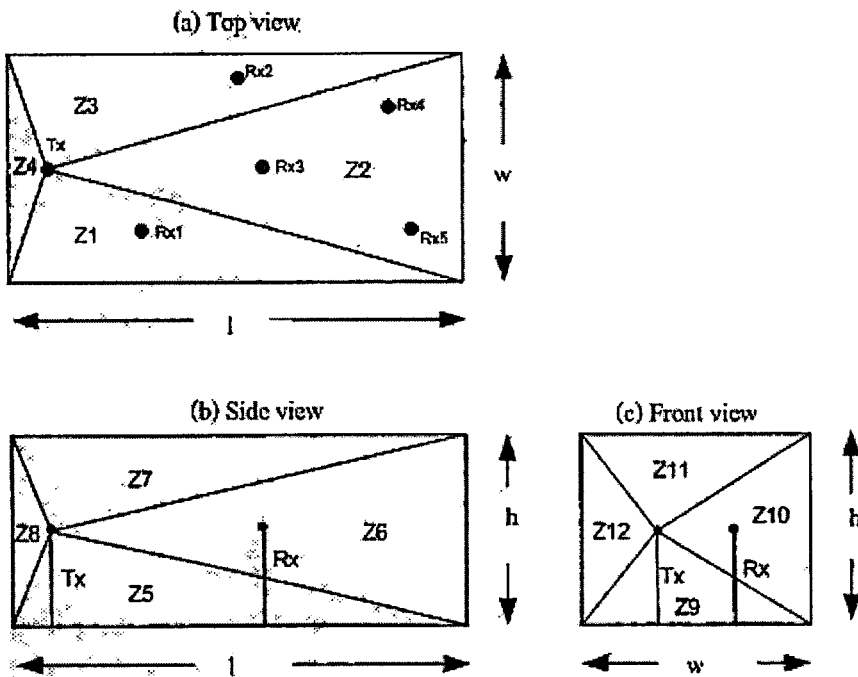 (a) Top view
Rx2
Z3
Rx4
Tx
Z4
Rx3
Z2
w
Z1
Rx1
Rx5
l
(b) Side view
(c) Front view
Z7
Z11
Z8
Z6
h
Z12
Z10
h
Tx
Rx
Tx
Rx
Z5
Z9
l
w